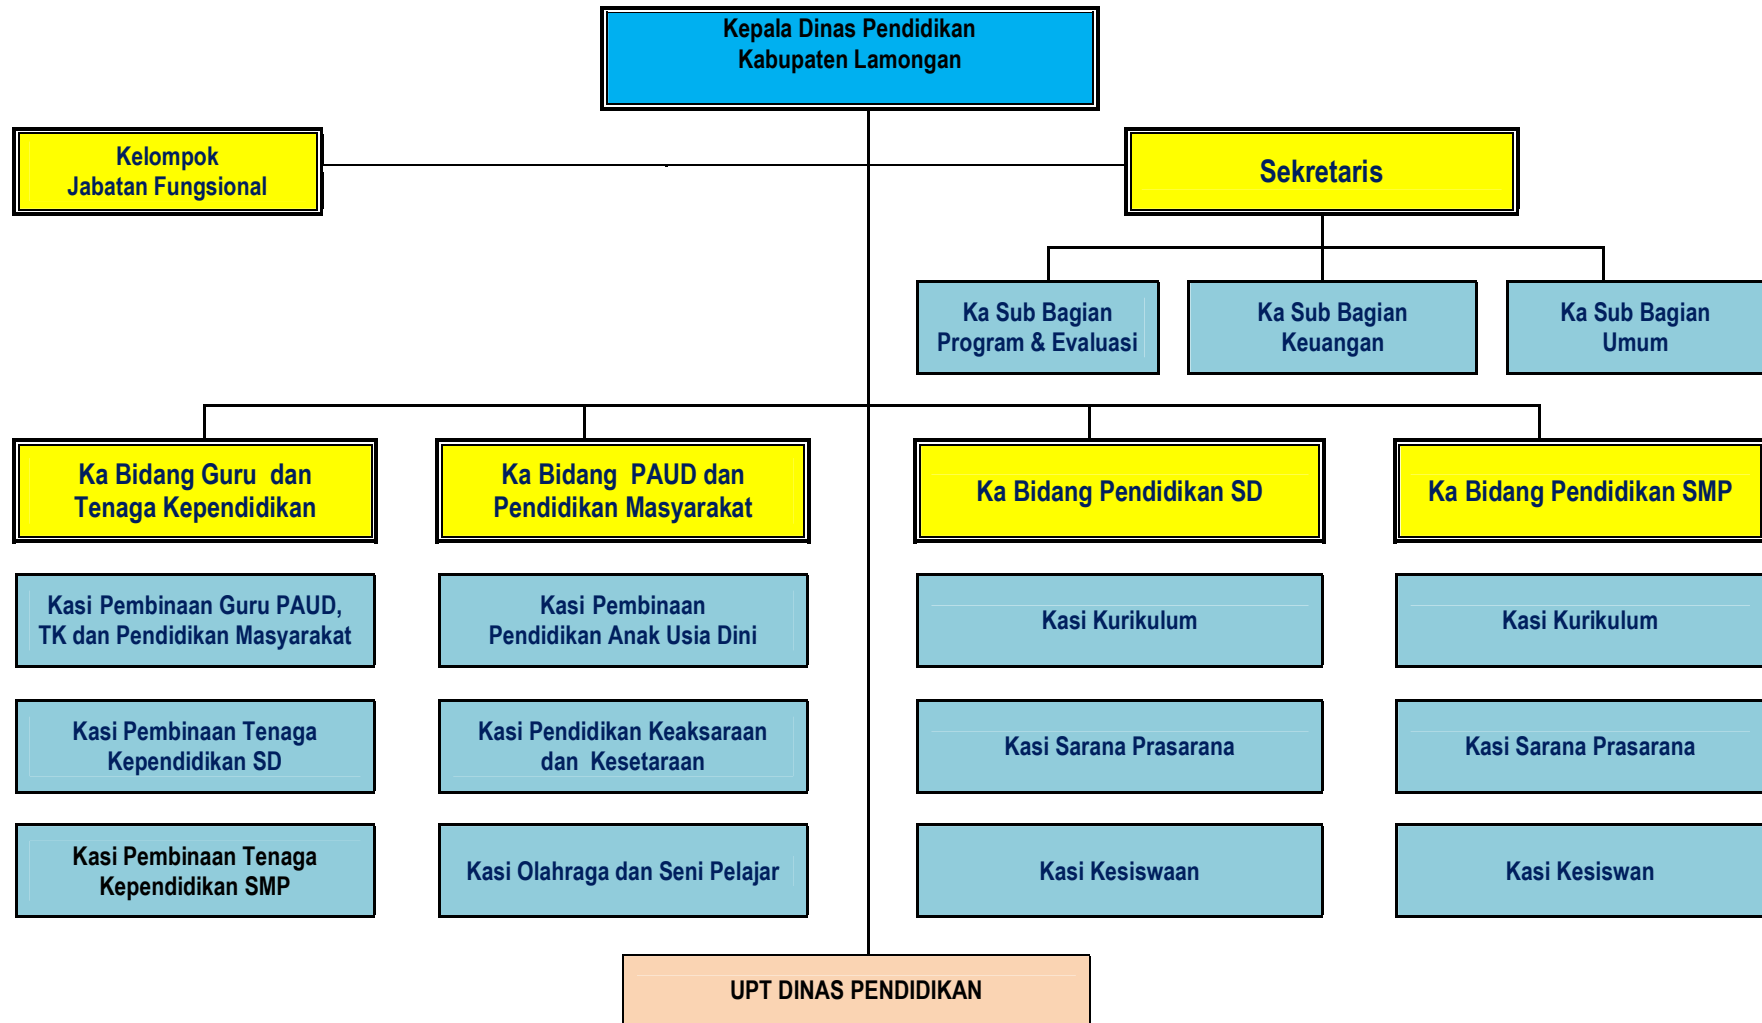 Kepala Dinas Pendidikan
Kabupaten Lamongan
Kelompok
Jabatan Fungsional
Sekretaris
Ka Sub Bagian
Program & Evaluasi
Ka Sub Bagian
Keuangan
Ka Sub Bagian
Umum
Ka Bidang Guru dan
Tenaga Kependidikan
Ka Bidang PAUD dan
Pendidikan Masyarakat
Ka Bidang Pendidikan SD
Ka Bidang Pendidikan SMP
Kasi Pembinaan Guru PAUD,
TK dan Pendidikan Masyarakat
Kasi Pembinaan
Pendidikan Anak Usia Dini
Kasi Kurikulum
Kasi Kurikulum
Kasi Pembinaan Tenaga
Kependidikan SD
Kasi Pendidikan Keaksaraan
dan Kesetaraan
Kasi Sarana Prasarana
Kasi Sarana Prasarana
Kasi Pembinaan Tenaga
Kependidikan SMP
Kasi Olahraga dan Seni Pelajar
Kasi Kesiswaan
Kasi Kesiswan
UPT DINAS PENDIDIKAN